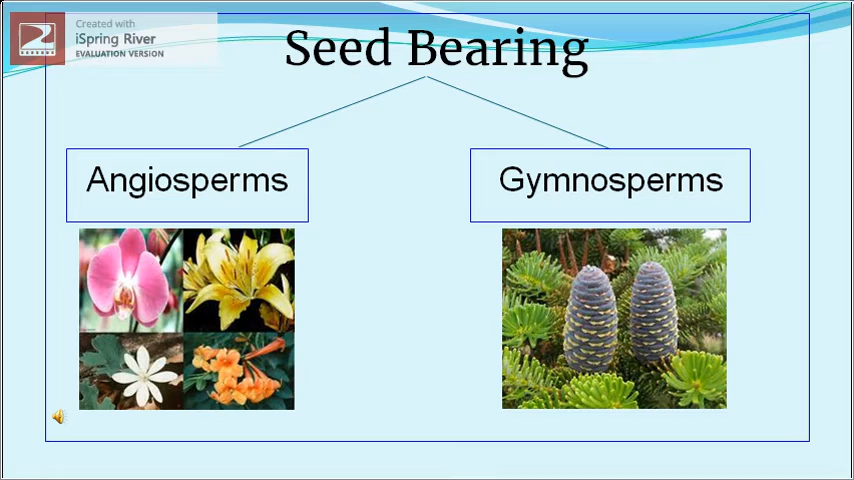 Created with
iSpring River
EVALUATION VERSION
Seed Bearing
Angiosperms
Gymnosperms